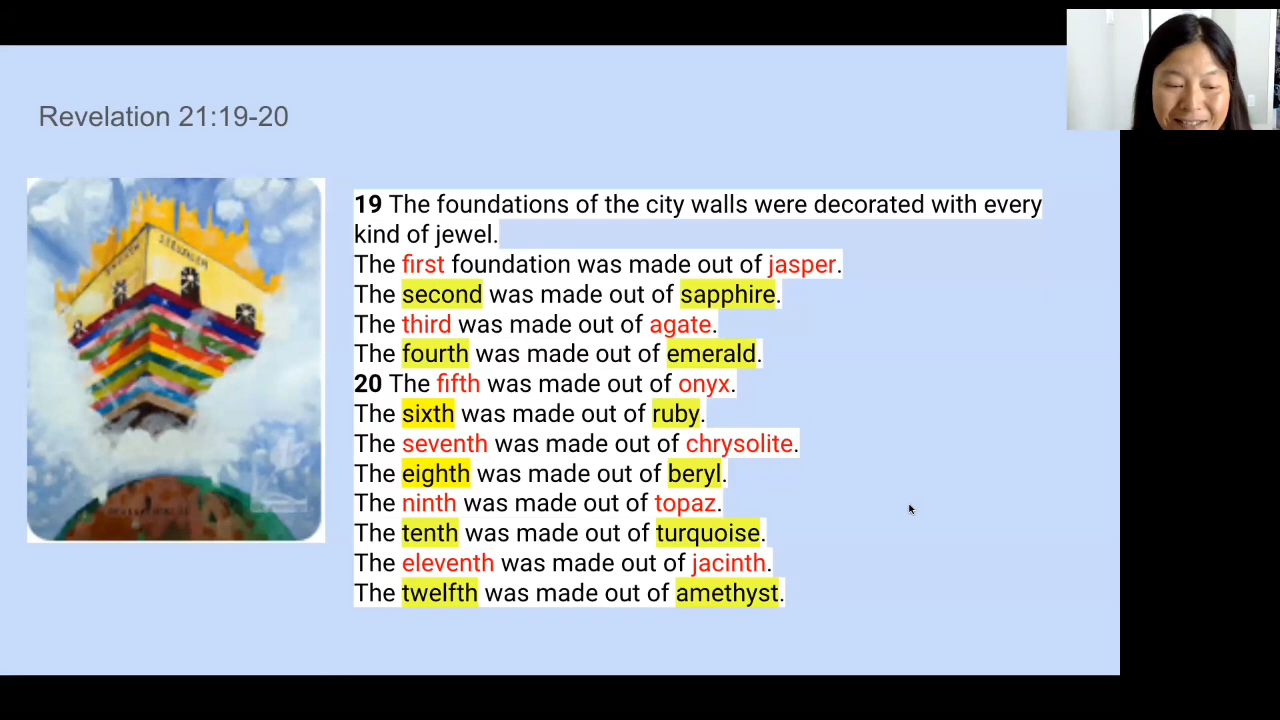 Revelation 21:19-20
19 The foundations of the city walls were decorated with every
kind of jewel.
The first foundation was made out of jasper.
The second was made out of sapphire.
The third was made out of agate.
The fourth was made out of emerald.
20 The fifth was made out of onyx.
The sixth was made out of ruby.
The seventh was made out of chrysolite.
The eighth was made out of beryl.
The ninth was made out of topaz.
The tenth was made out of turquoise.
The eleventh was made out of jacinth.
The twelfth was made out of amethyst.